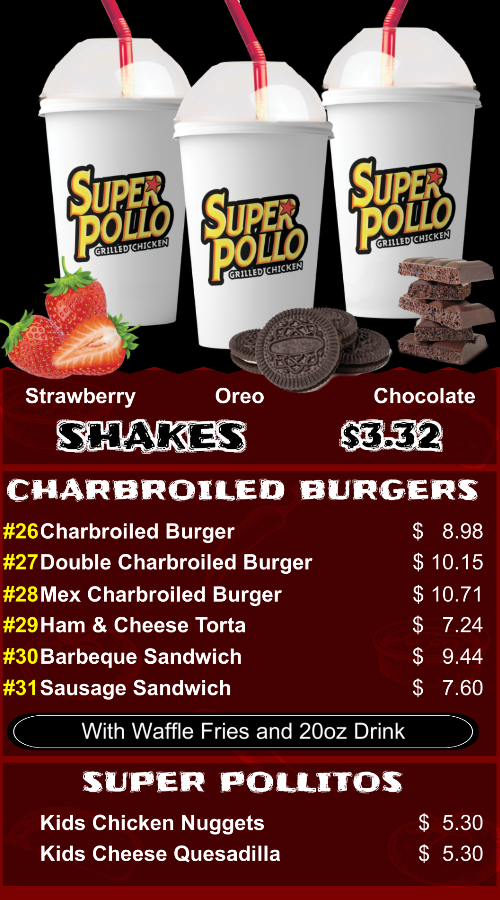 SUPER
POLLO
GRILLED CHICKEN
SUPER
POLLO
GRILLED CHICKEN
SUPER
POLLO
GRILLED CHICKEN
Strawberry Oreo Chocolate
SHAKES $3.32
CHARBROILED BURGERS
#26 Charbroiled Burger $ 8.98
#27 Double Charbroiled Burger $ 10.15
#28 Mex Charbroiled Burger $ 10.71
#29 Ham & Cheese Torta $ 7.24
#30 Barbeque Sandwich $ 9.44
#31 Sausage Sandwich $ 7.60
With Waffle Fries and 20oz Drink
SUPER POLLITOS
Kids Chicken Nuggets $ 5.30
Kids Cheese Quesadilla $ 5.30